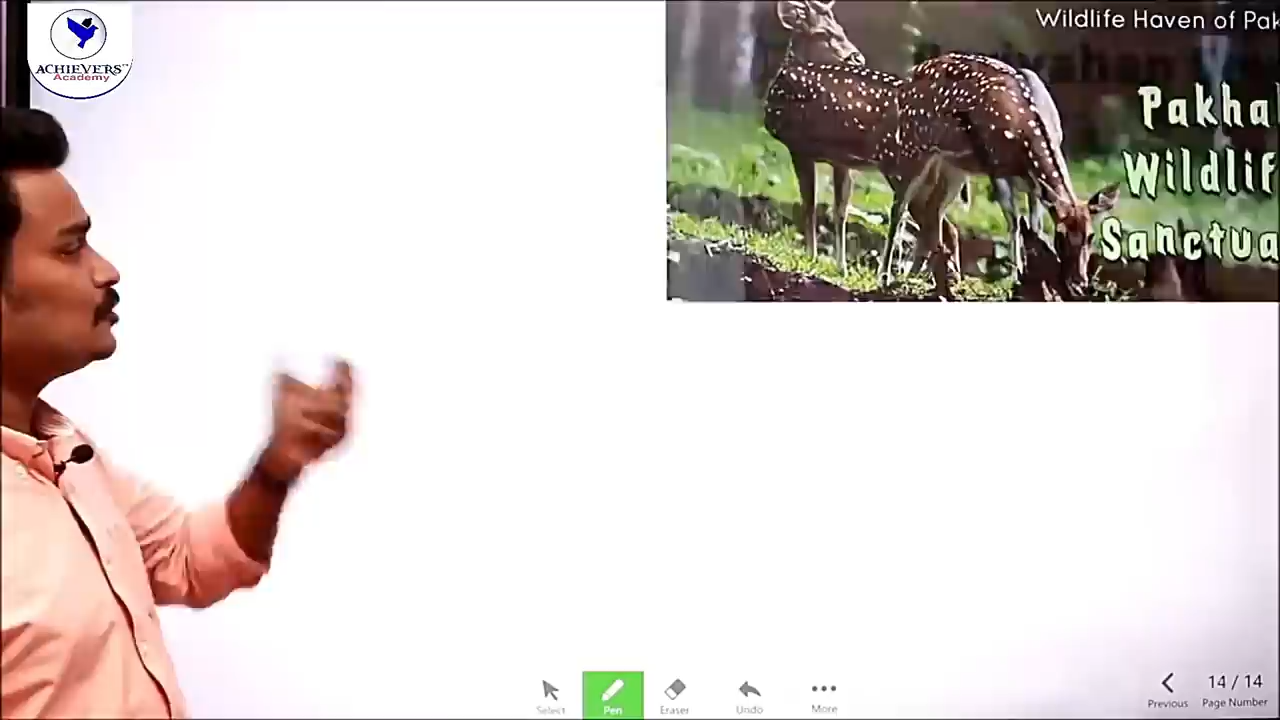 ACHIEVERS
Academy
Wildlife Haven of Pak
Pakhal
Wildlif
Sanctua
Select
Pen
Eraser
Undo
More
Previous
14 / 14
Page Number